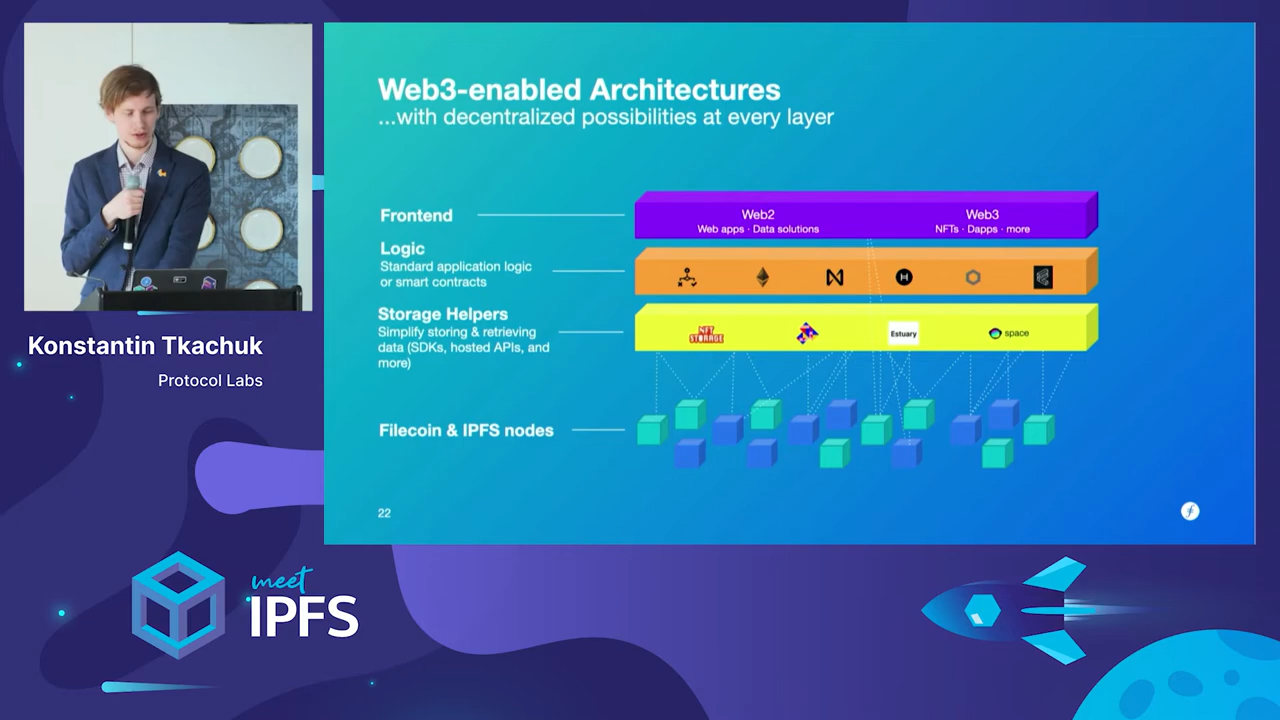 Web3-enabled Architectures
...with decentralized possibilities at every layer
Frontend
Web2
Web3
Web apps · Data solutions
NFTs · Dapps · more
Logic
Standard application logic
or smart contracts
Storage Helpers
Simplify storing & retrieving
data (SDKs, hosted APIs, and
more)
NFT
STORAGE
Estuary
space
Filecoin & IPFS nodes
22
Konstantin Tkachuk
Protocol Labs
meet
IPFS